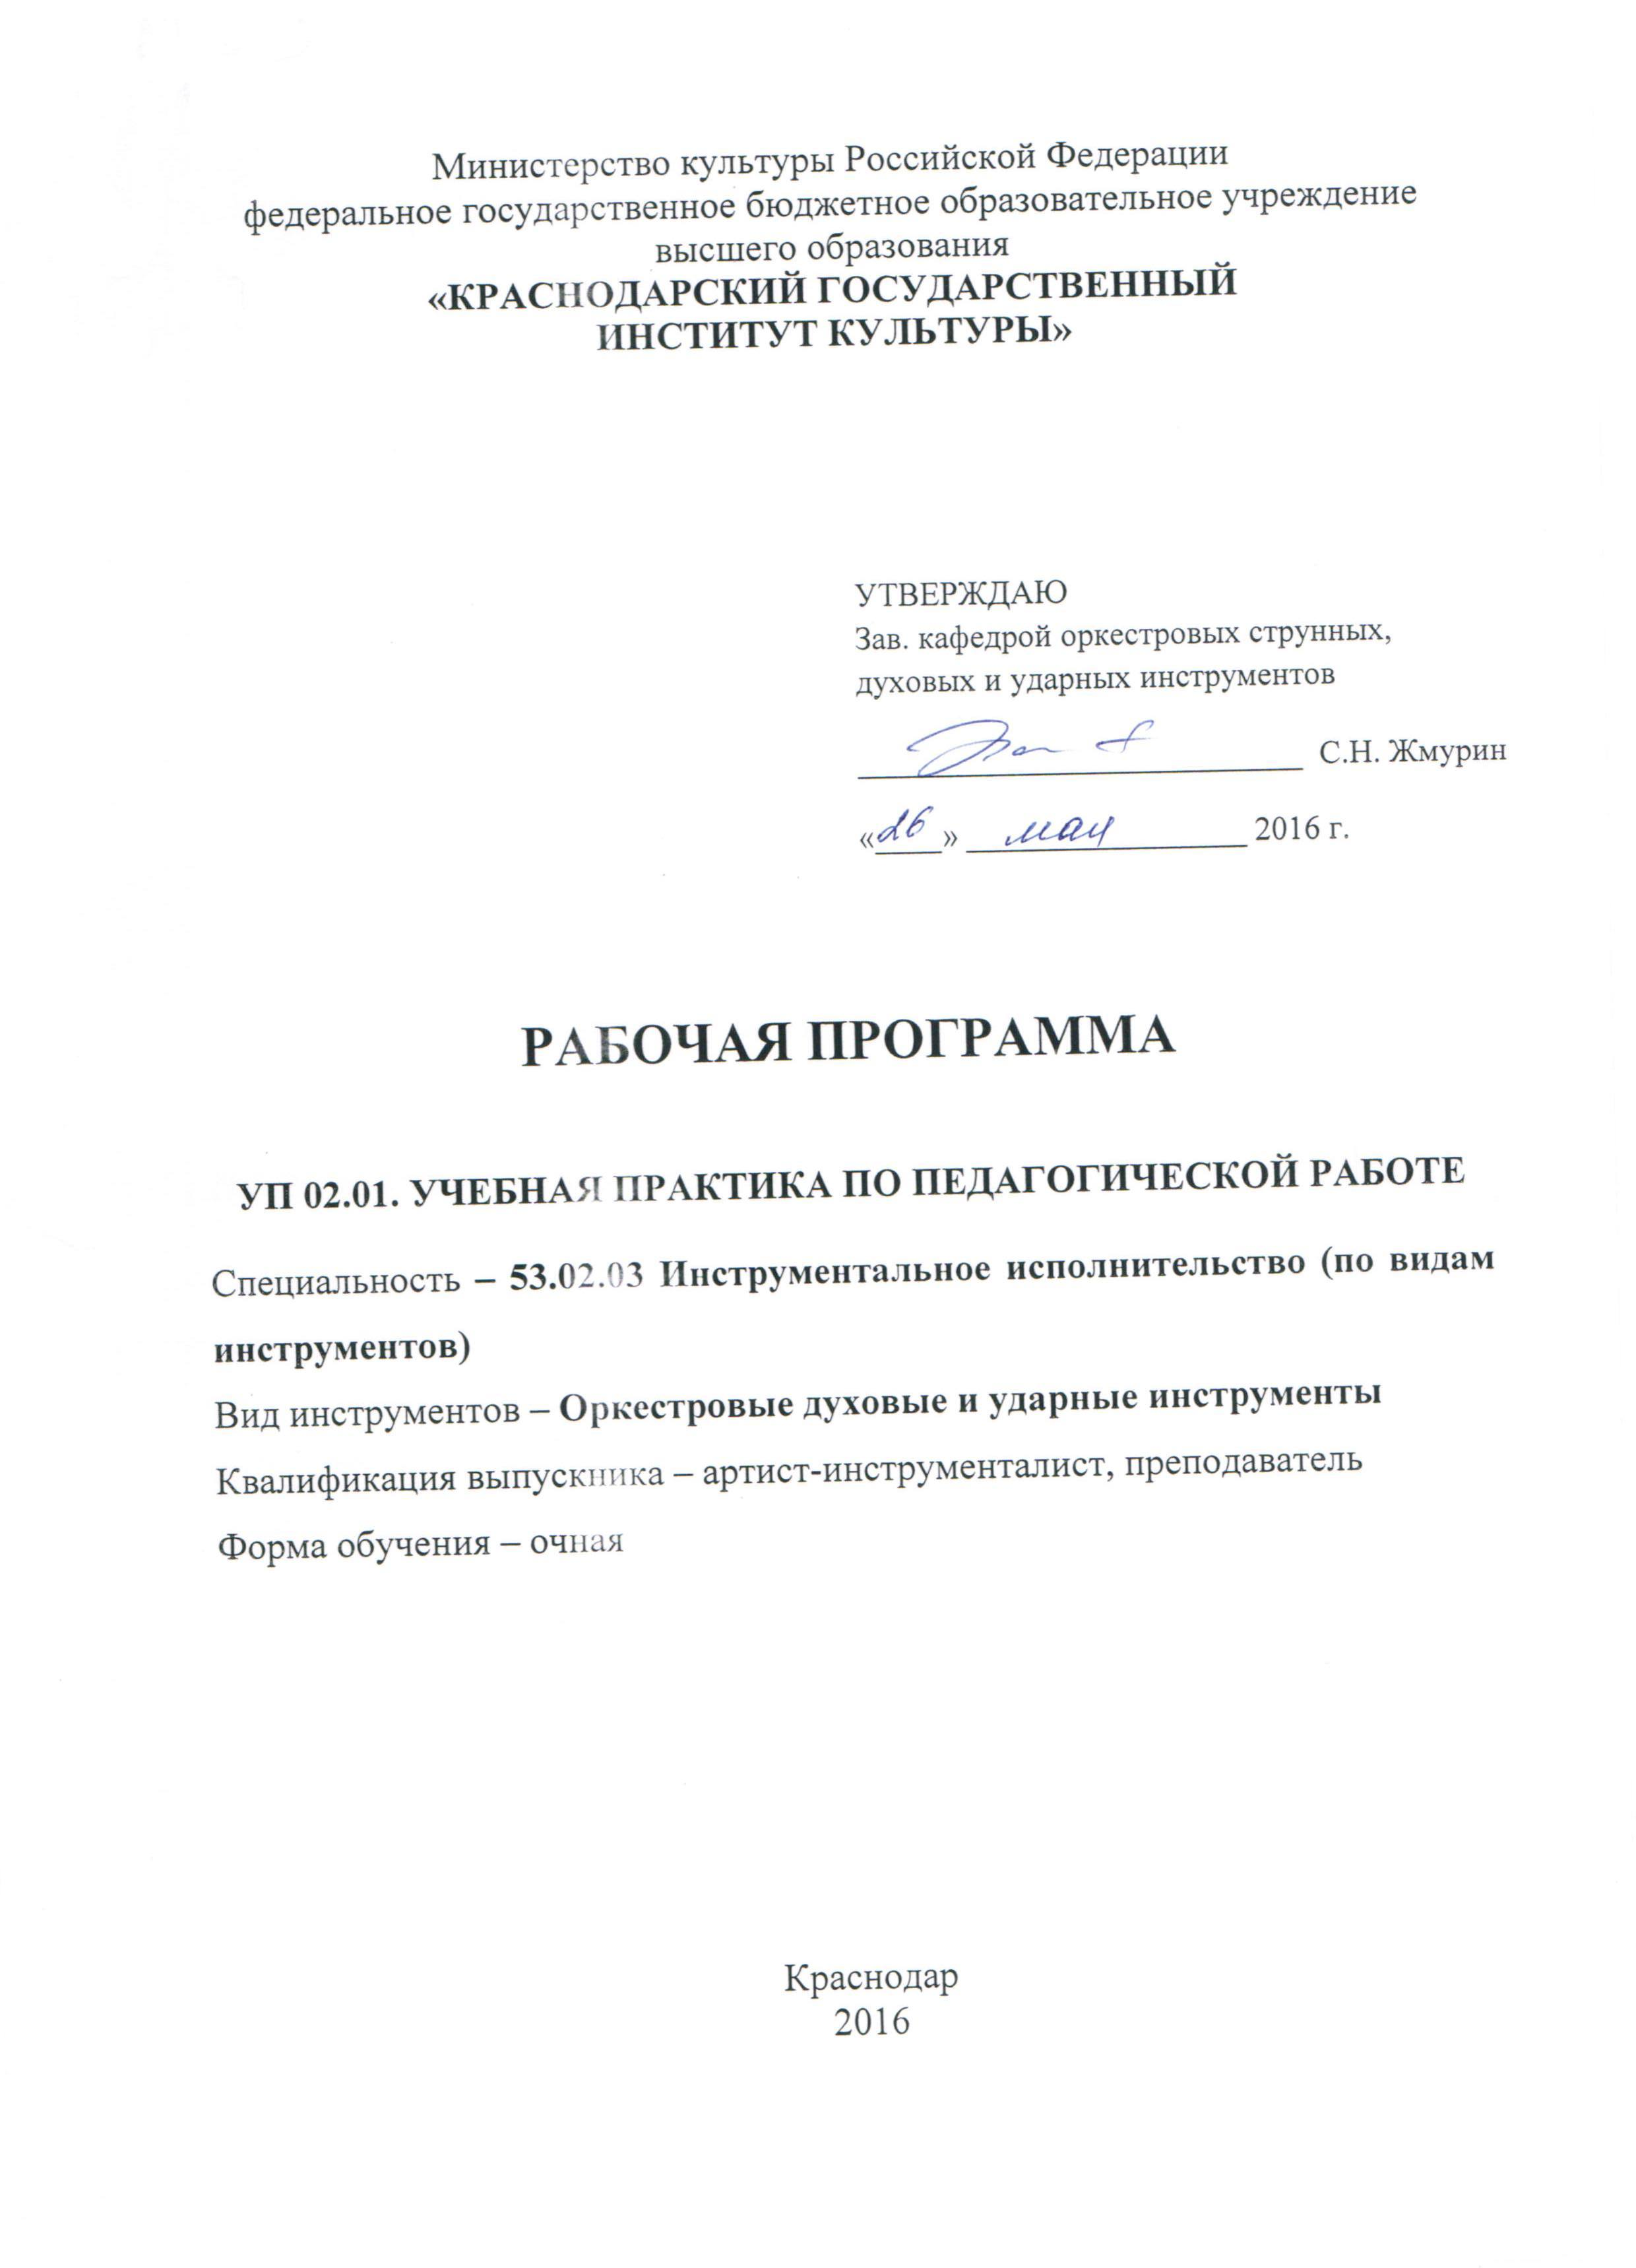 Министерство культуры Российской Федерации
федеральное государственное бюджетное образовательное учреждение
высшего образования
«КРАСНОДАРСКИЙ ГОСУДАРСТВЕННЫЙ
ИНСТИТУТ КУЛЬТУРЫ»
УТВЕРЖДАЮ
Зав. кафедрой оркестровых струнных,
духовых и ударных инструментов
С.Н. Жмурин
«26» мая 2016 г.
РАБОЧАЯ ПРОГРАММА
УП 02.01. УЧЕБНАЯ ПРАКТИКА ПО ПЕДАГОГИЧЕСКОЙ РАБОТЕ
Специальность – 53.02.03 Инструментальное исполнительство (по видам
инструментов)
Вид инструментов – Оркестровые духовые и ударные инструменты
Квалификация выпускника – артист-инструменталист, преподаватель
Форма обучения – очная
Краснодар
2016